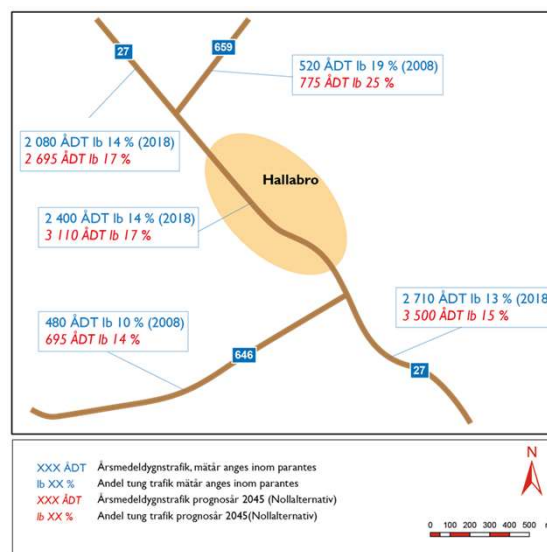 27
659
520 ÅDT lb 19 % (2008)
775 ÅDT lb 25 %
2 080 ÅDT lb 14 % (2018)
2 695 ÅDT lb 17 %
Hallabro
2 400 ÅDT lb 14 % (2018)
3 110 ÅDT lb 17 %
2 710 ÅDT lb 13 % (2018
3 500 ÅDT lb 15 %
480 ÅDT lb 10 % (2008)
695 ÅDT lb 14 %
646
27
XXX ÅDT Årsmedeldygnstrafik, mätår anges inom parantes
lb XX % Andel tung trafik mätår anges inom parantes
XXX ÅDT Årsmedeldygnstrafik prognosår 2045 (Nollalternativ)
lb XX % Andel tung trafik prognosår 2045(Nollalternativ)
N
0 100 200 300 400 500 m